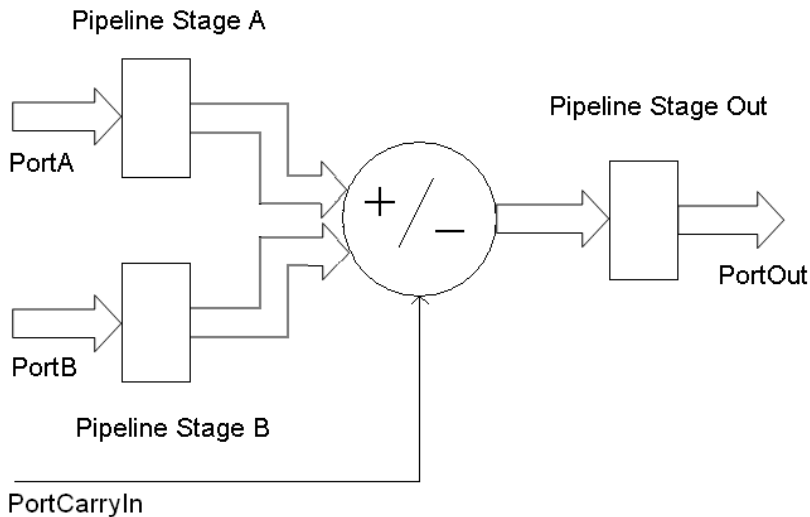 Pipeline Stage A
PortA
Pipeline Stage Out
+/-
PortOut
PortB
Pipeline Stage B
PortCarryIn